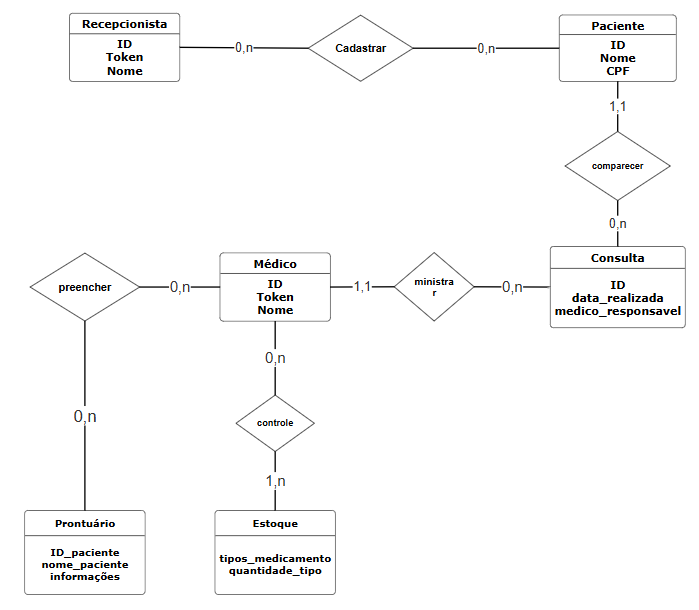 Recepcionista
ID
Token
Nome
0,n
Cadastrar
0,n
Paciente
ID
Nome
CPF
1,1
comparecer
0,n
Consulta
ID
data_realizada
medico_responsavel
preencher
0,n
Médico
ID
Token
Nome
1,1
ministra
r
0,n
0,n
0,n
controle
1,n
Prontuário
ID_paciente
nome_paciente
informações
Estoque
tipos_medicamento
quantidade_tipo